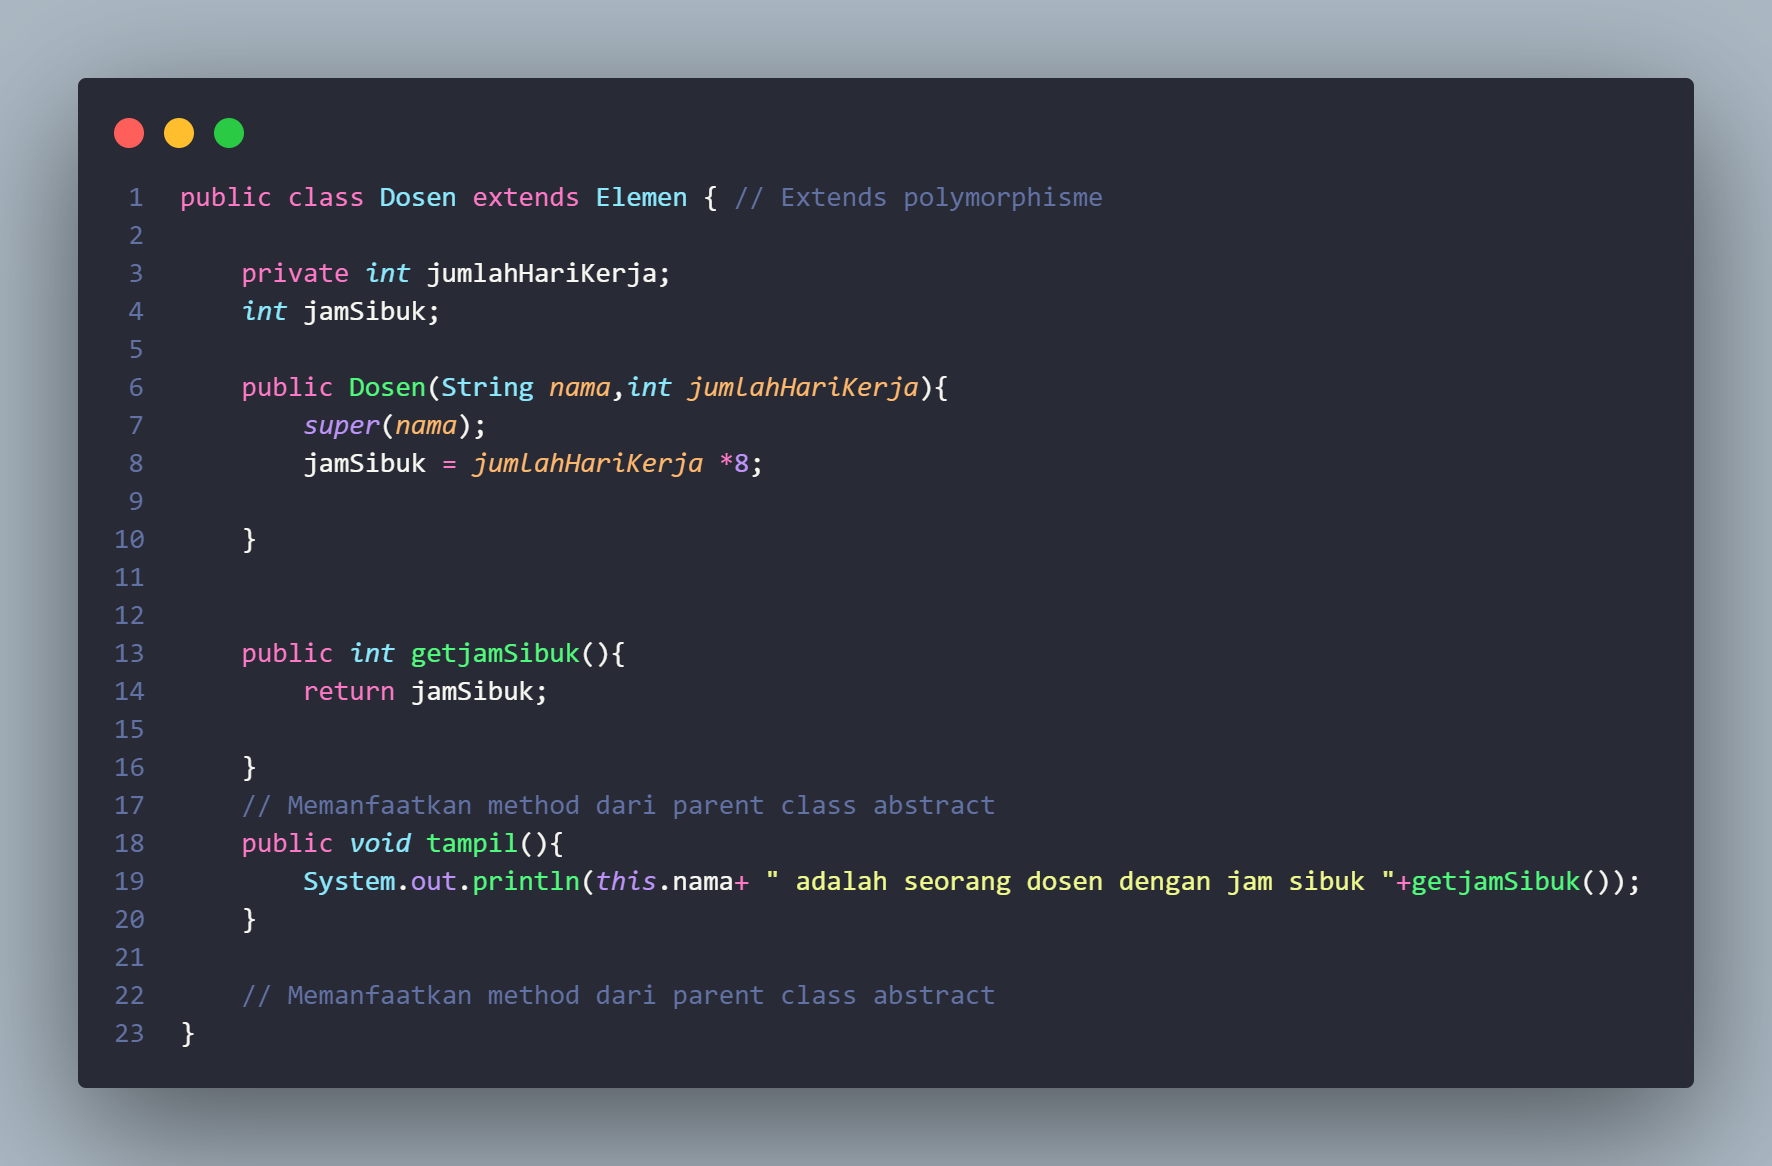 1 public class Dosen extends Elemen { // Extends polymorphisme
2
3     private int jumlahHariKerja;
4     int jamSibuk;
5
6     public Dosen(String nama,int jumlahHariKerja){
7         super(nama);
8         jamSibuk = jumlahHariKerja *8;
9
10     }
11
12
13     public int getjamSibuk(){
14         return jamSibuk;
15
16     }
17     // Memanfaatkan method dari parent class abstract
18     public void tampil(){
19         System.out.println(this.nama+ " adalah seorang dosen dengan jam sibuk "+getjamSibuk());
20     }
21
22     // Memanfaatkan method dari parent class abstract
23 }